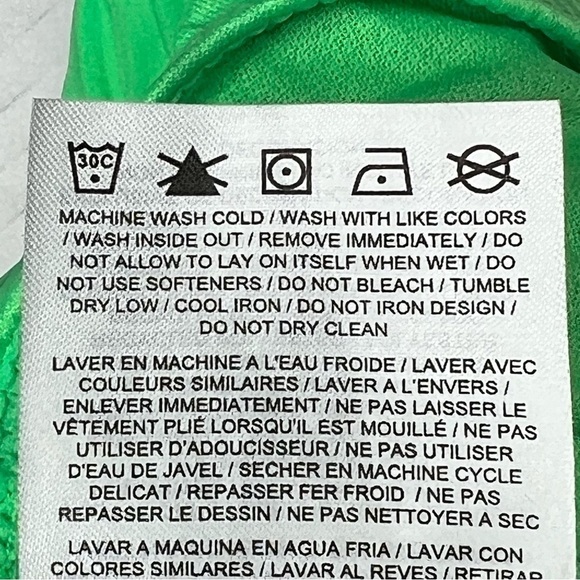 30C
MACHINE WASH COLD / WASH WITH LIKE COLORS
/ WASH INSIDE OUT / REMOVE IMMEDIATELY / DO
NOT ALLOW TO LAY ON ITSELF WHEN WET / DO
NOT USE SOFTENERS / DO NOT BLEACH / TUMBLE
DRY LOW / COOL IRON / DO NOT IRON DESIGN /
DO NOT DRY CLEAN
LAVER EN MACHINE A L'EAU FROIDE / LAVER AVEC
COULEURS SIMILAIRES / LAVER A L'ENVERS /
ENLEVER IMMEDIATEMENT / NE PAS LAISSER LE
VÊTEMENT PLIÉ LORSQU'IL EST MOUILLÉ / NE PAS
UTILISER D'ADOUCISSEUR / NE PAS UTILISER
D'EAU DE JAVEL / SECHER EN MACHINE CYCLE
DELICAT / REPASSER FER FROID / NE PAS
REPASSER LE DESSIN / NE PAS NETTOYER A SEC
LAVAR A MAQUINA EN AGUA FRIA / LAVAR CON
COLORES SIMILARES / LAVAR AL REVES / RETIRAR